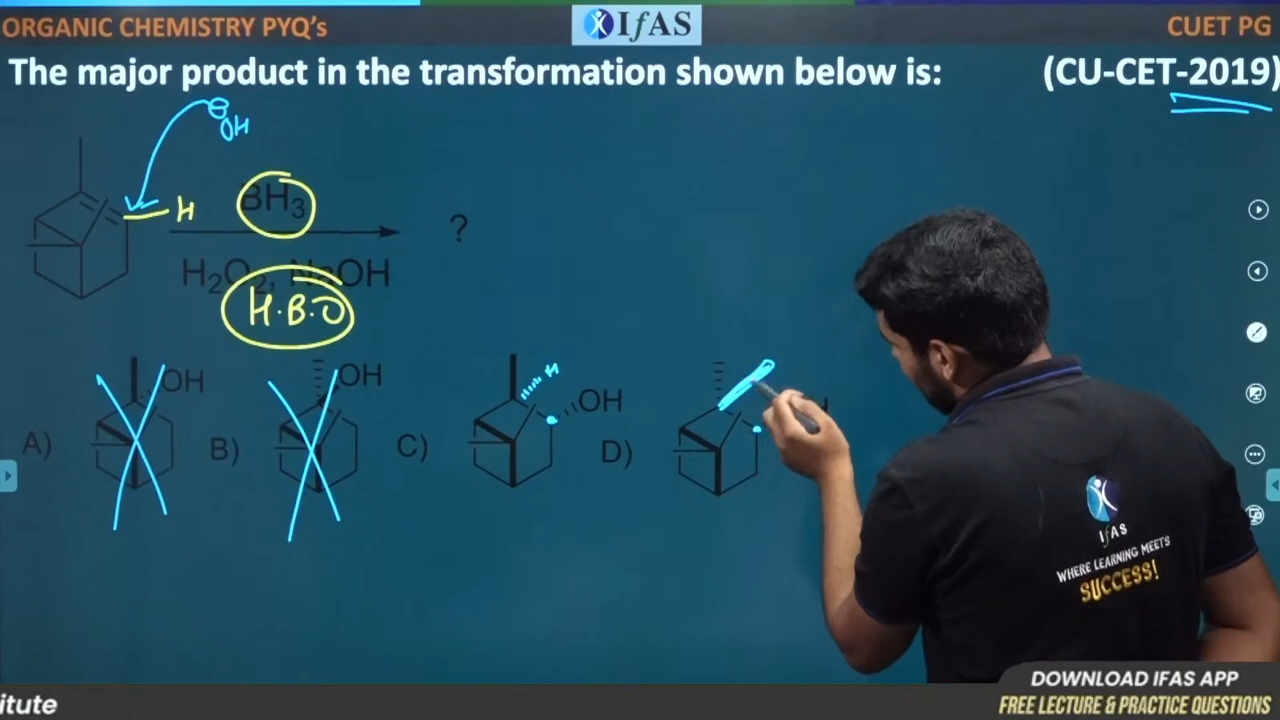 ORGANIC CHEMISTRY PYQ's
IfAS
CUET PG
The major product in the transformation shown below is:
(CU-CET-2019)
OH
H
BH3
?
H2O2, NaOH
H.B.O
OH
OH
H
OH
A)
B)
C)
D)
IfAS
WHERE LEARNING MEETS
SUCCESS!
DOWNLOAD IFAS APP
itute
FREE LECTURE & PRACTICE QUESTIONS